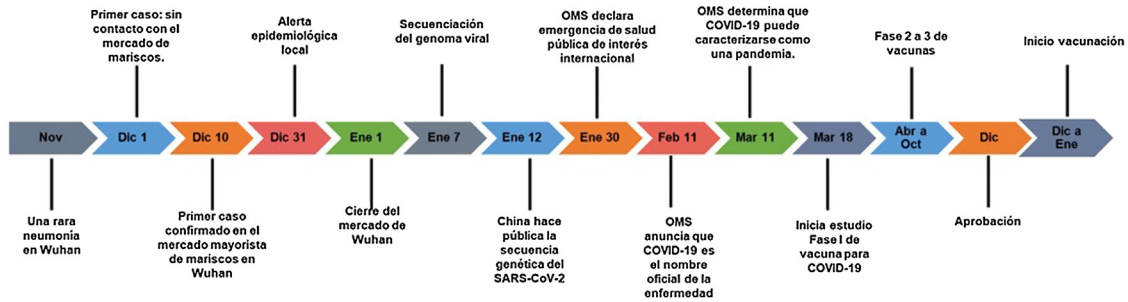 Primer caso: sin
contacto con el
mercado de
mariscos.
Alerta
epidemiológica
local
Secuenciación
del genoma viral
OMS declara
emergencia de salud
pública de interés
internacional
OMS determina que
COVID-19 puede
caracterizarse como
una pandemia.
Fase 2 a 3 de
vacunas
Inicio vacunación
Nov
Dic 1
Dic 10
Dic 31
Ene 1
Ene 7
Ene 12
Ene 30
Feb 11
Mar 11
Mar 18
Abr a
Oct
Dic
Dic a
Ene
Una rara
neumonía
en Wuhan
Primer caso
confirmado en el
mercado mayorista
de mariscos en
Wuhan
Cierre del
mercado de
Wuhan
China hace
pública la
secuencia
genética del
SARS-CoV-2
OMS
anuncia que
COVID-19 es
el nombre
oficial de la
enfermedad
Inicia estudio
Fase I de
vacuna para
COVID-19
Aprobación